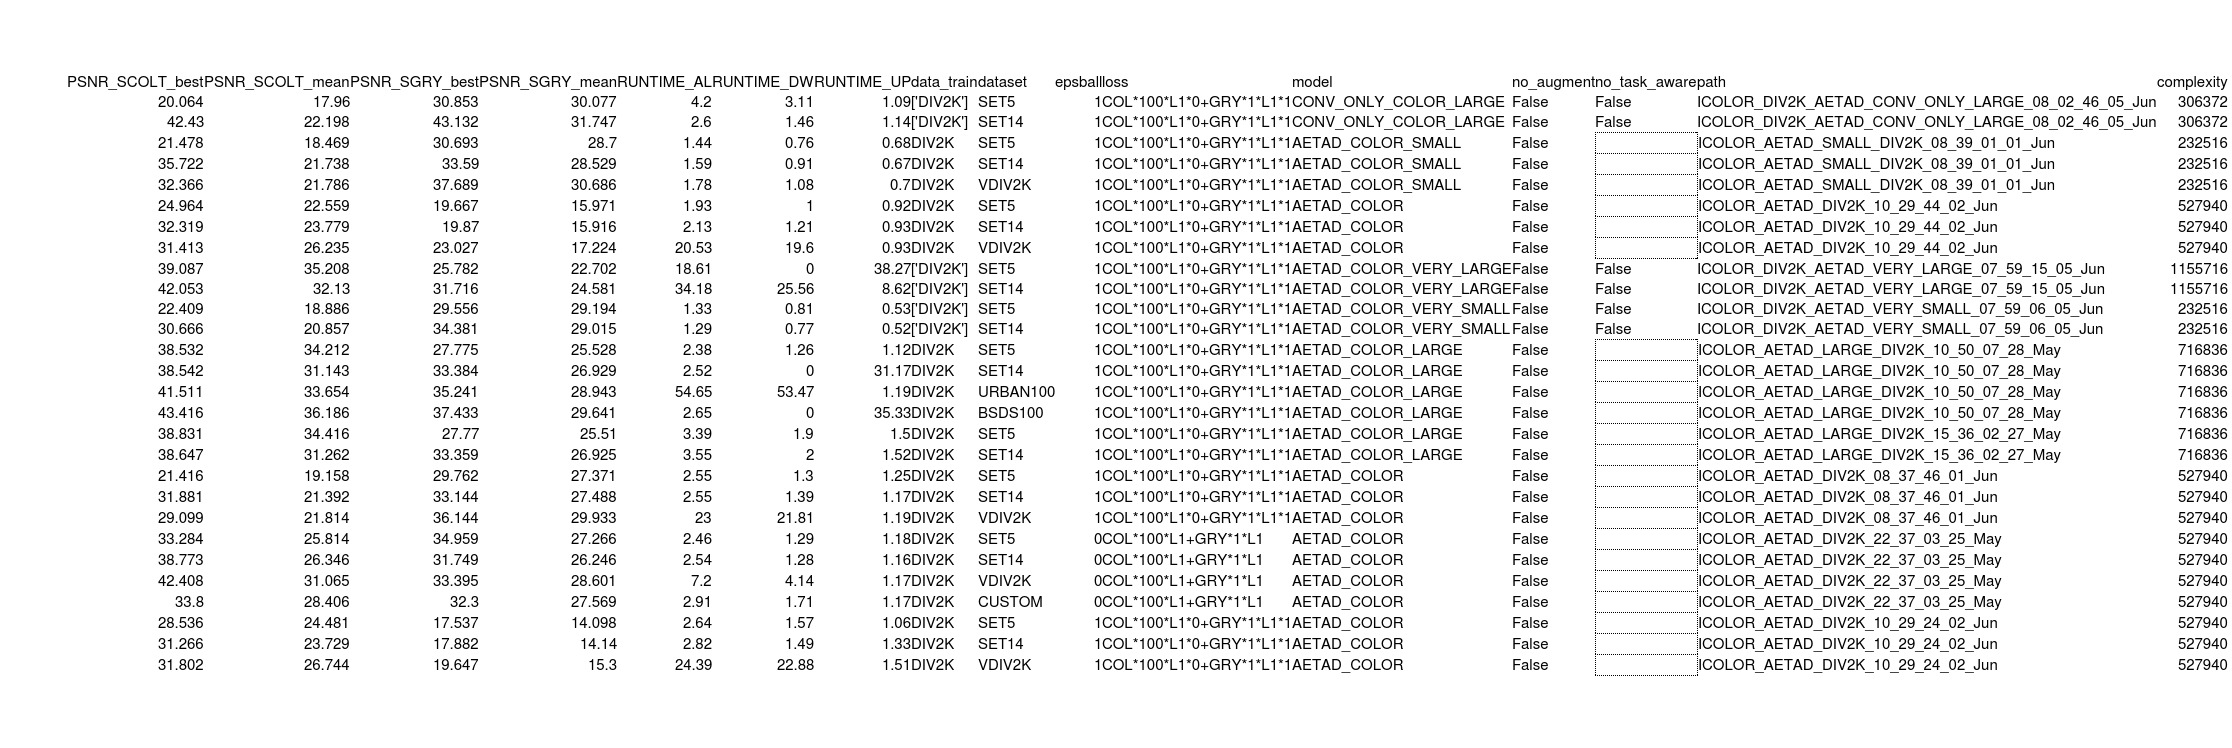 PSNR_SCOLT_best PSNR_SCOLT_mean PSNR_SGRY_best PSNR_SGRY_mean RUNTIME_AL RUNTIME_DW RUNTIME_UP data_train dataset epsball loss model no_augment no_task_aware path complexity
20.064 17.96 30.853 30.077 4.2 3.11 1.09 ['DIV2K'] SET5 1 COL*100*L1*0+GRY*1*L1*1 CONV_ONLY_COLOR_LARGE False False ICOLOR_DIV2K_AETAD_CONV_ONLY_LARGE_08_02_46_05_Jun 306372
42.43 22.198 43.132 31.747 2.6 1.46 1.14 ['DIV2K'] SET14 1 COL*100*L1*0+GRY*1*L1*1 CONV_ONLY_COLOR_LARGE False False ICOLOR_DIV2K_AETAD_CONV_ONLY_LARGE_08_02_46_05_Jun 306372
21.478 18.469 30.693 28.7 1.44 0.76 0.68 DIV2K SET5 1 COL*100*L1*0+GRY*1*L1*1 AETAD_COLOR_SMALL False ICOLOR_AETAD_SMALL_DIV2K_08_39_01_01_Jun 232516
35.722 21.738 33.59 28.529 1.59 0.91 0.67 DIV2K SET14 1 COL*100*L1*0+GRY*1*L1*1 AETAD_COLOR_SMALL False ICOLOR_AETAD_SMALL_DIV2K_08_39_01_01_Jun 232516
32.366 21.786 37.689 30.686 1.78 1.08 0.7 DIV2K VDIV2K 1 COL*100*L1*0+GRY*1*L1*1 AETAD_COLOR_SMALL False ICOLOR_AETAD_SMALL_DIV2K_08_39_01_01_Jun 232516
24.964 22.559 19.667 15.971 1.93 1 0.92 DIV2K SET5 1 COL*100*L1*0+GRY*1*L1*1 AETAD_COLOR False ICOLOR_AETAD_DIV2K_10_29_44_02_Jun 527940
32.319 23.779 19.87 15.916 2.13 1.21 0.93 DIV2K SET14 1 COL*100*L1*0+GRY*1*L1*1 AETAD_COLOR False ICOLOR_AETAD_DIV2K_10_29_44_02_Jun 527940
31.413 26.235 23.027 17.224 20.53 19.6 0.93 DIV2K VDIV2K 1 COL*100*L1*0+GRY*1*L1*1 AETAD_COLOR False ICOLOR_AETAD_DIV2K_10_29_44_02_Jun 527940
39.087 35.208 25.782 22.702 18.61 0 38.27 ['DIV2K'] SET5 1 COL*100*L1*0+GRY*1*L1*1 AETAD_COLOR_VERY_LARGE False False ICOLOR_DIV2K_AETAD_VERY_LARGE_07_59_15_05_Jun 1155716
42.053 32.13 31.716 24.581 34.18 25.56 8.62 ['DIV2K'] SET14 1 COL*100*L1*0+GRY*1*L1*1 AETAD_COLOR_VERY_LARGE False False ICOLOR_DIV2K_AETAD_VERY_LARGE_07_59_15_05_Jun 1155716
22.409 18.886 29.556 29.194 1.33 0.81 0.53 ['DIV2K'] SET5 1 COL*100*L1*0+GRY*1*L1*1 AETAD_COLOR_VERY_SMALL False False ICOLOR_DIV2K_AETAD_VERY_SMALL_07_59_06_05_Jun 232516
30.666 20.857 34.381 29.015 1.29 0.77 0.52 ['DIV2K'] SET14 1 COL*100*L1*0+GRY*1*L1*1 AETAD_COLOR_VERY_SMALL False False ICOLOR_DIV2K_AETAD_VERY_SMALL_07_59_06_05_Jun 232516
38.532 34.212 27.775 25.528 2.38 1.26 1.12 DIV2K SET5 1 COL*100*L1*0+GRY*1*L1*1 AETAD_COLOR_LARGE False ICOLOR_AETAD_LARGE_DIV2K_10_50_07_28_May 716836
38.542 31.143 33.384 26.929 2.52 0 31.17 DIV2K SET14 1 COL*100*L1*0+GRY*1*L1*1 AETAD_COLOR_LARGE False ICOLOR_AETAD_LARGE_DIV2K_10_50_07_28_May 716836
41.511 33.654 35.241 28.943 54.65 53.47 1.19 DIV2K URBAN100 1 COL*100*L1*0+GRY*1*L1*1 AETAD_COLOR_LARGE False ICOLOR_AETAD_LARGE_DIV2K_10_50_07_28_May 716836
43.416 36.186 37.433 29.641 2.65 0 35.33 DIV2K BSDS100 1 COL*100*L1*0+GRY*1*L1*1 AETAD_COLOR_LARGE False ICOLOR_AETAD_LARGE_DIV2K_10_50_07_28_May 716836
38.831 34.416 27.77 25.51 3.39 1.9 1.5 DIV2K SET5 1 COL*100*L1*0+GRY*1*L1*1 AETAD_COLOR_LARGE False ICOLOR_AETAD_LARGE_DIV2K_15_36_02_27_May 716836
38.647 31.262 33.359 26.925 3.55 2 1.52 DIV2K SET14 1 COL*100*L1*0+GRY*1*L1*1 AETAD_COLOR_LARGE False ICOLOR_AETAD_LARGE_DIV2K_15_36_02_27_May 716836
21.416 19.158 29.762 27.371 2.55 1.3 1.25 DIV2K SET5 1 COL*100*L1*0+GRY*1*L1*1 AETAD_COLOR False ICOLOR_AETAD_DIV2K_08_37_46_01_Jun 527940
31.881 21.392 33.144 27.488 2.55 1.39 1.17 DIV2K SET14 1 COL*100*L1*0+GRY*1*L1*1 AETAD_COLOR False ICOLOR_AETAD_DIV2K_08_37_46_01_Jun 527940
29.099 21.814 36.144 29.933 23 21.81 1.19 DIV2K VDIV2K 1 COL*100*L1*0+GRY*1*L1*1 AETAD_COLOR False ICOLOR_AETAD_DIV2K_08_37_46_01_Jun 527940
33.284 25.814 34.959 27.266 2.46 1.29 1.18 DIV2K SET5 0 COL*100*L1+GRY*1*L1 AETAD_COLOR False ICOLOR_AETAD_DIV2K_22_37_03_25_May 527940
38.773 26.346 31.749 26.246 2.54 1.28 1.16 DIV2K SET14 0 COL*100*L1+GRY*1*L1 AETAD_COLOR False ICOLOR_AETAD_DIV2K_22_37_03_25_May 527940
42.408 31.065 33.395 28.601 7.2 4.14 1.17 DIV2K VDIV2K 0 COL*100*L1+GRY*1*L1 AETAD_COLOR False ICOLOR_AETAD_DIV2K_22_37_03_25_May 527940
33.8 28.406 32.3 27.569 2.91 1.71 1.17 DIV2K CUSTOM 0 COL*100*L1+GRY*1*L1 AETAD_COLOR False ICOLOR_AETAD_DIV2K_22_37_03_25_May 527940
28.536 24.481 17.537 14.098 2.64 1.57 1.06 DIV2K SET5 1 COL*100*L1*0+GRY*1*L1*1 AETAD_COLOR False ICOLOR_AETAD_DIV2K_10_29_24_02_Jun 527940
31.266 23.729 17.882 14.14 2.82 1.49 1.33 DIV2K SET14 1 COL*100*L1*0+GRY*1*L1*1 AETAD_COLOR False ICOLOR_AETAD_DIV2K_10_29_24_02_Jun 527940
31.802 26.744 19.647 15.3 24.39 22.88 1.51 DIV2K VDIV2K 1 COL*100*L1*0+GRY*1*L1*1 AETAD_COLOR False ICOLOR_AETAD_DIV2K_10_29_24_02_Jun 527940